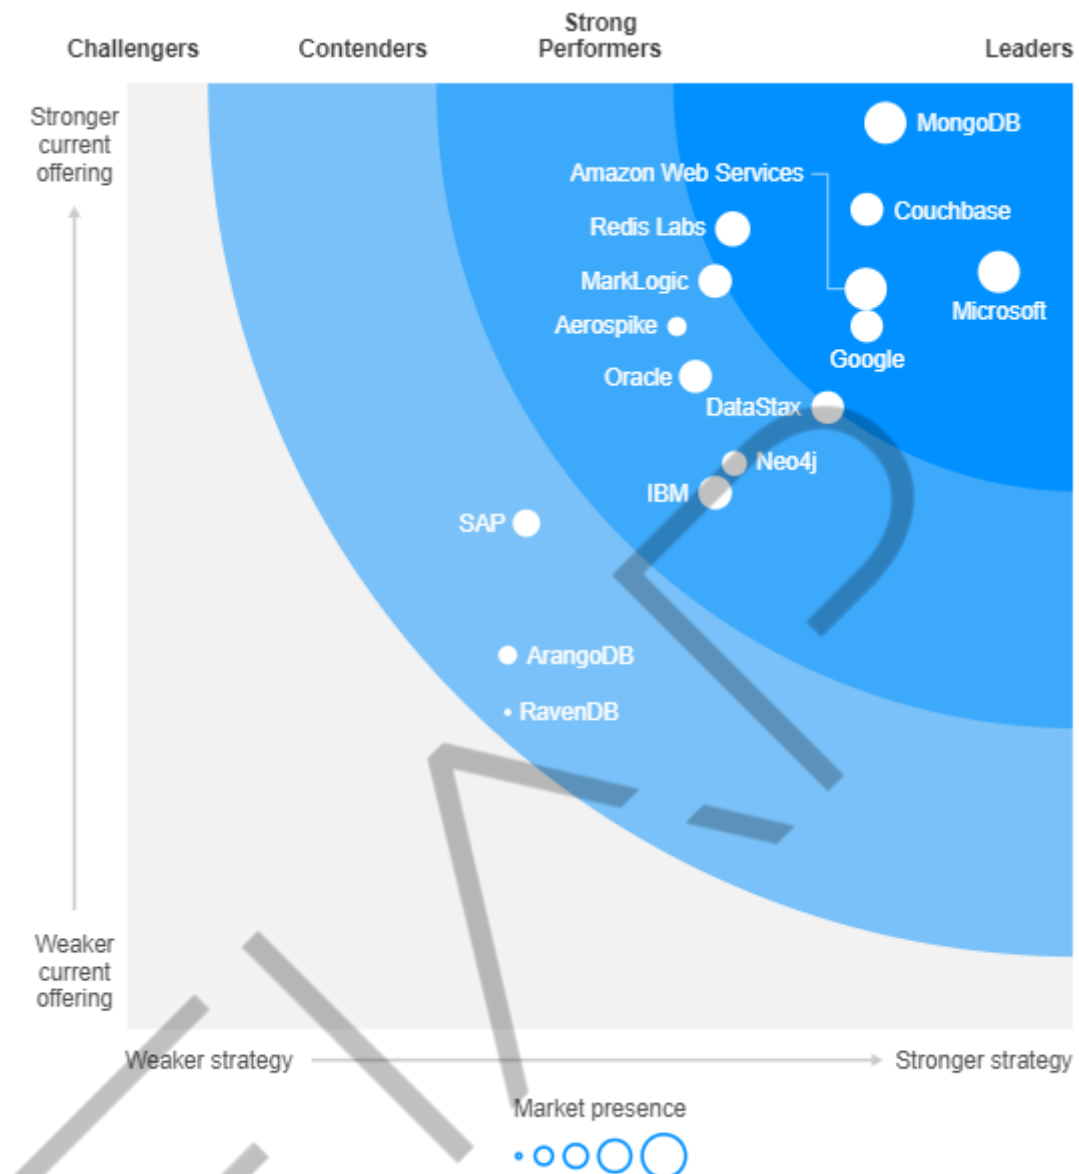 Challengers
Contenders
Strong
Performers
Leaders
Stronger
current
offering
MongoDB
Amazon Web Services
Couchbase
Redis Labs
MarkLogic
Microsoft
Aerospike
Google
Oracle
DataStax
Neo4j
IBM
SAP
ArangoDB
RavenDB
Weaker
current
offering
Weaker strategy
Stronger strategy
Market presence